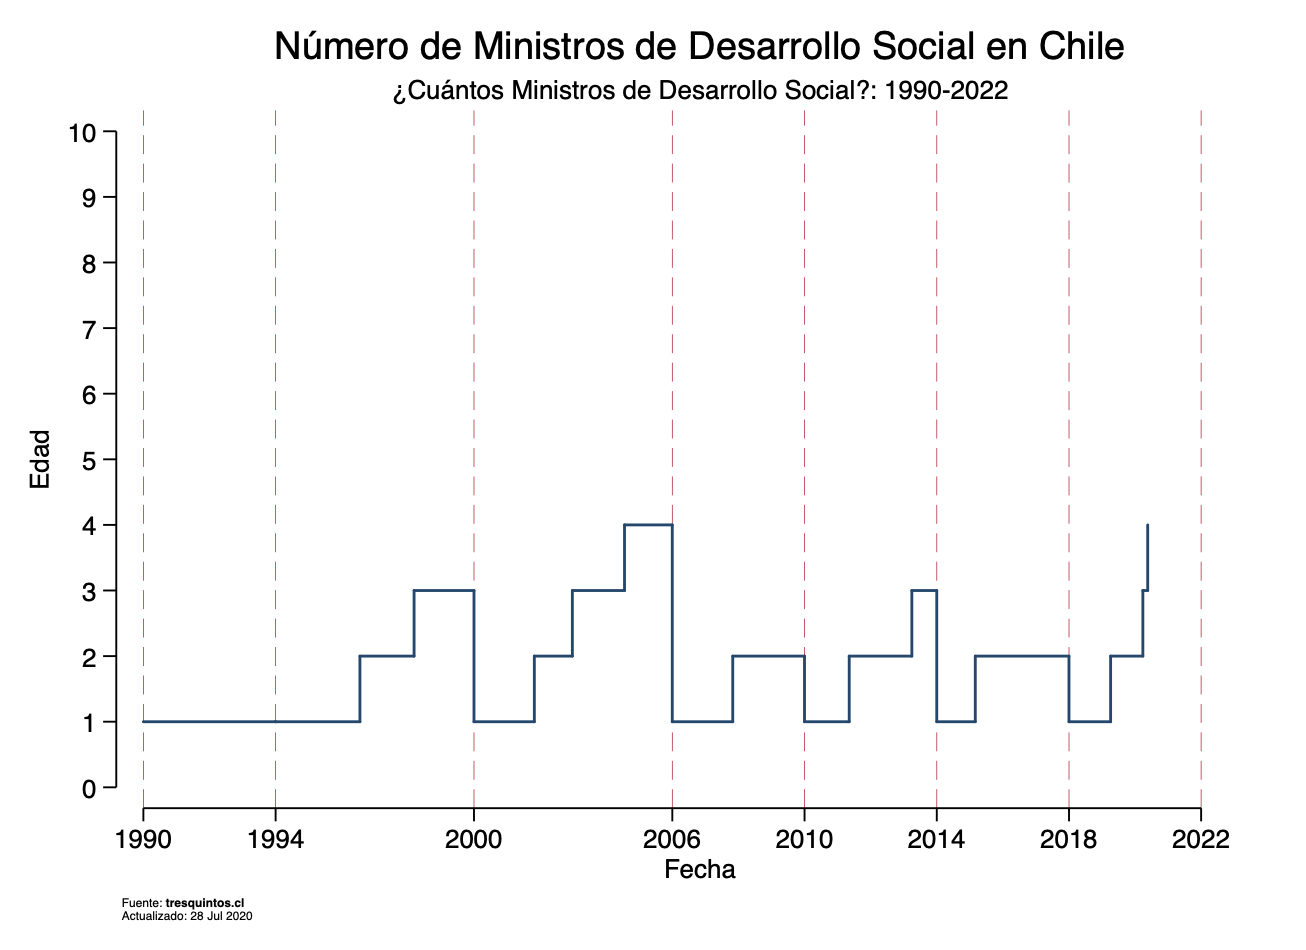 Número de Ministros de Desarrollo Social en Chile
¿Cuántos Ministros de Desarrollo Social?: 1990-2022
10
9
8
7
6
5
4
3
2
1
0
Edad
1990 1994 2000 2006 2010 2014 2018 2022
Fecha
Fuente: tresquintos.cl
Actualizado: 28 Jul 2020